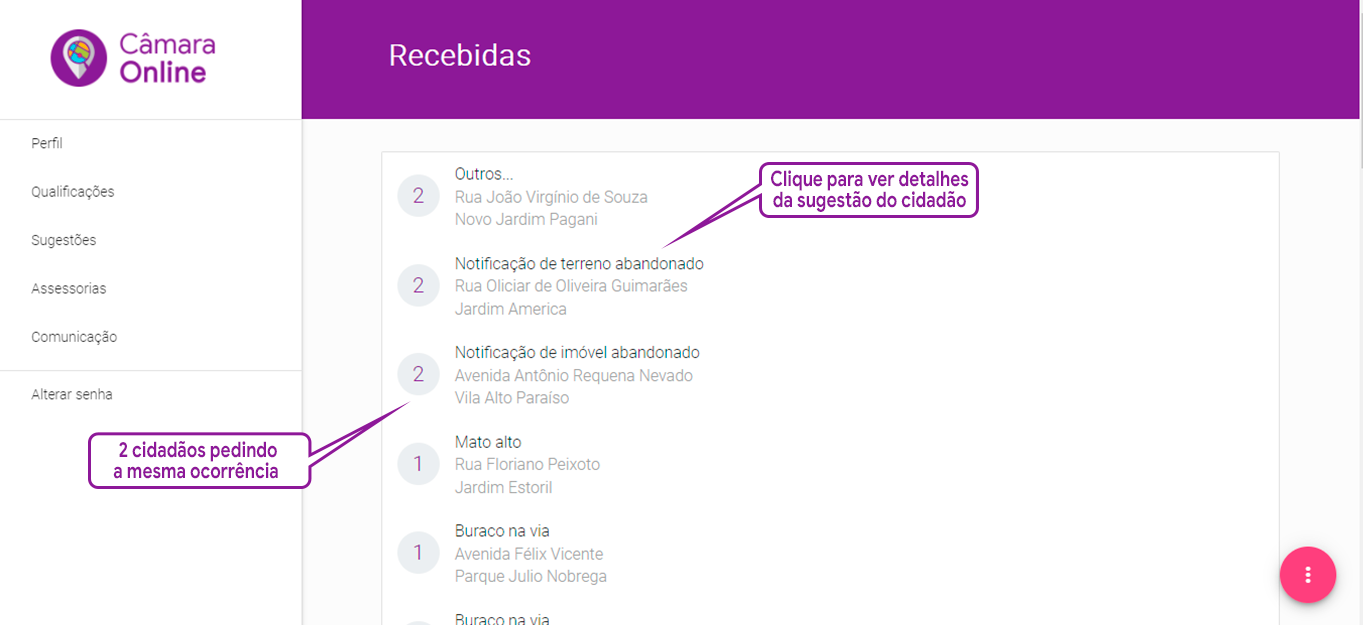 Câmara
Online
Recebidas
Perfil
Qualificações
Sugestões
Assessorias
Comunicação
Alterar senha
2
Outros...
Rua João Virgínio de Souza
Novo Jardim Pagani
Clique para ver detalhes
da sugestão do cidadão
2
Notificação de terreno abandonado
Rua Oliciar de Oliveira Guimarães
Jardim America
2
Notificação de imóvel abandonado
Avenida Antônio Requena Nevado
Vila Alto Paraíso
2 cidadãos pedindo
a mesma ocorrência
1
Mato alto
Rua Floriano Peixoto
Jardim Estoril
1
Buraco na via
Avenida Félix Vicente
Parque Julio Nobrega
Buraco na via